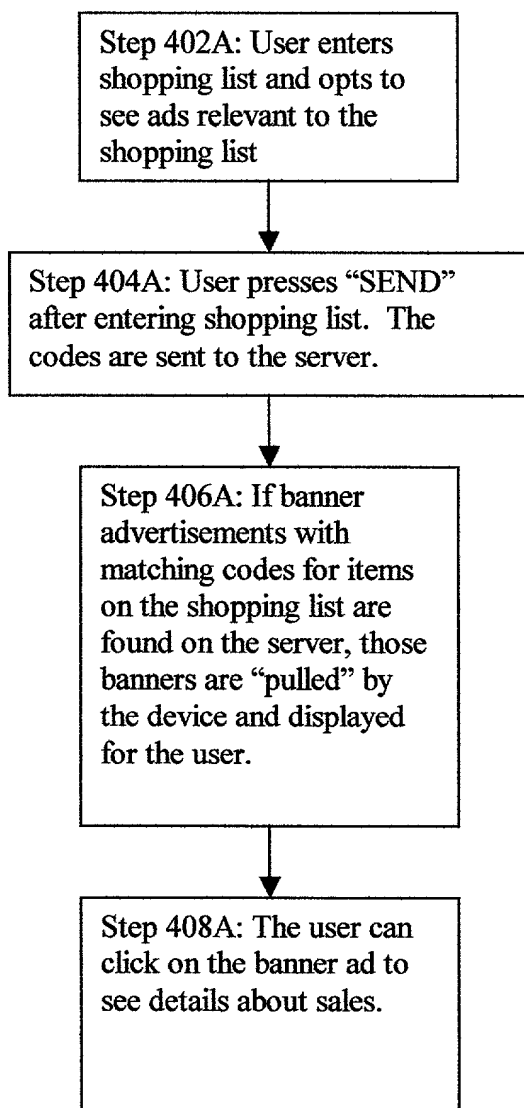 Step 402A: User enters
shopping list and opts to
see ads relevant to the
shopping list
Step 404A: User presses “SEND”
after entering shopping list. The
codes are sent to the server.
Step 406A: If banner
advertisements with
matching codes for items
on the shopping list are
found on the server, those
banners are “pulled” by
the device and displayed
for the user.
Step 408A: The user can
click on the banner ad to
see details about sales.